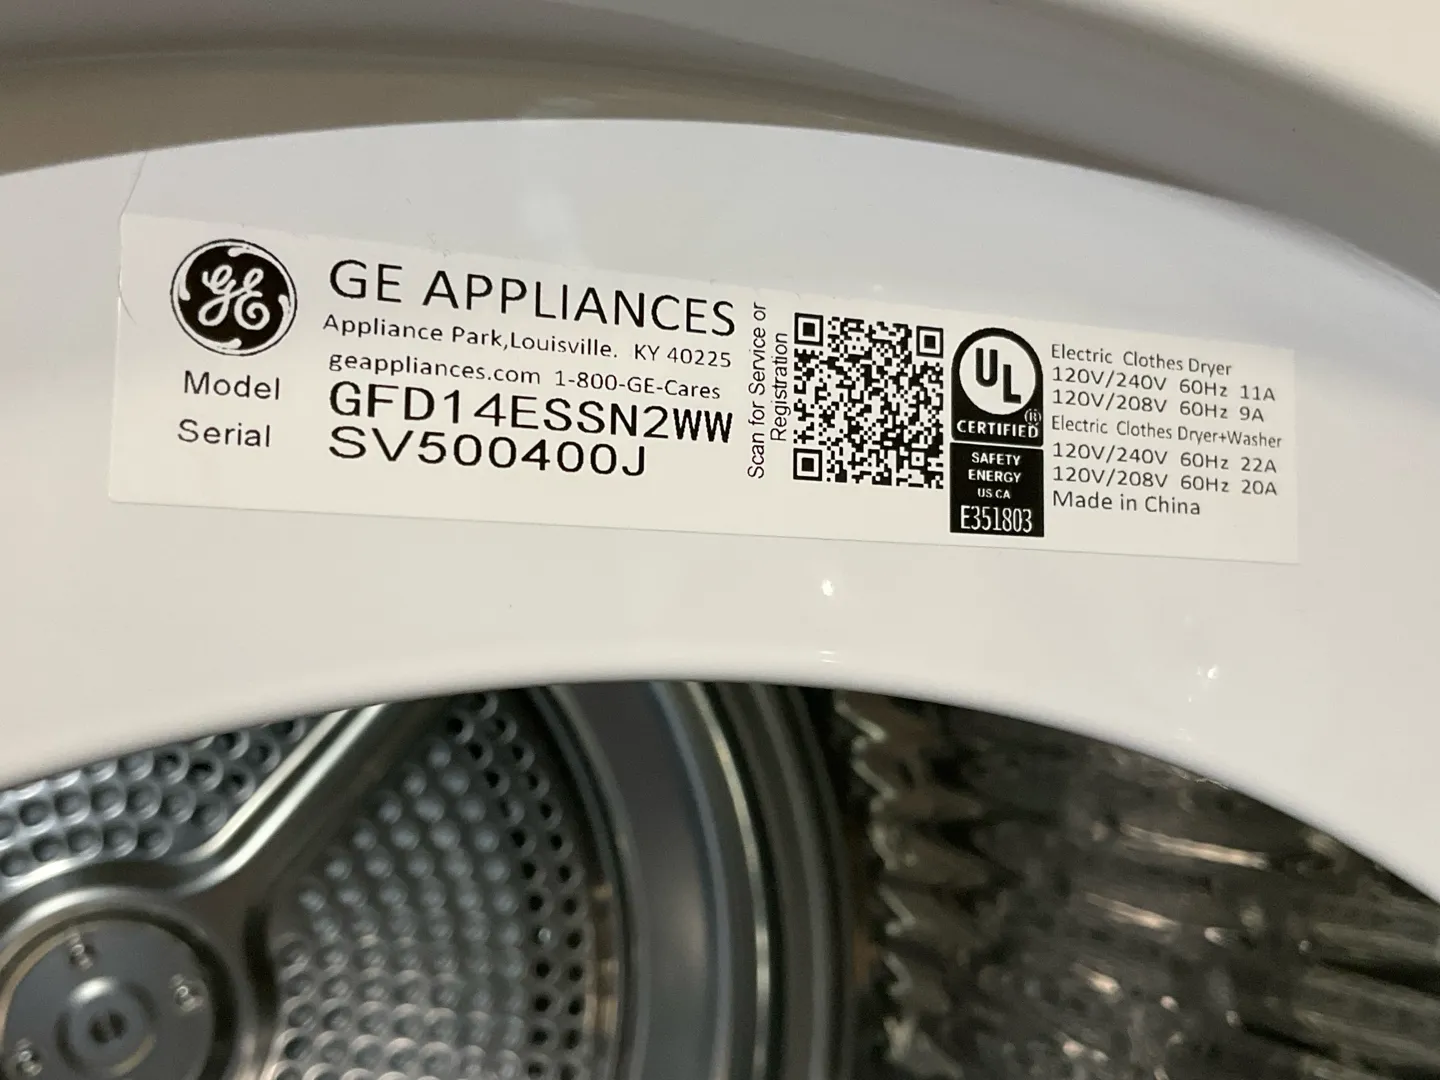 GE
GE APPLIANCES
Appliance Park,Louisville. KY 40225
geappliances.com 1-800-GE-Cares
Model GFD14ESSN2WW
Serial SV500400J
Scan for Service or
Registration
UL
®
CERTIFIED
SAFETY
ENERGY
US CA
E351803
Electric Clothes Dryer
120V/240V 60Hz 11A
120V/208V 60Hz 9A
Electric Clothes Dryer+Washer
120V/240V 60Hz 22A
120V/208V 60Hz 20A
Made in China